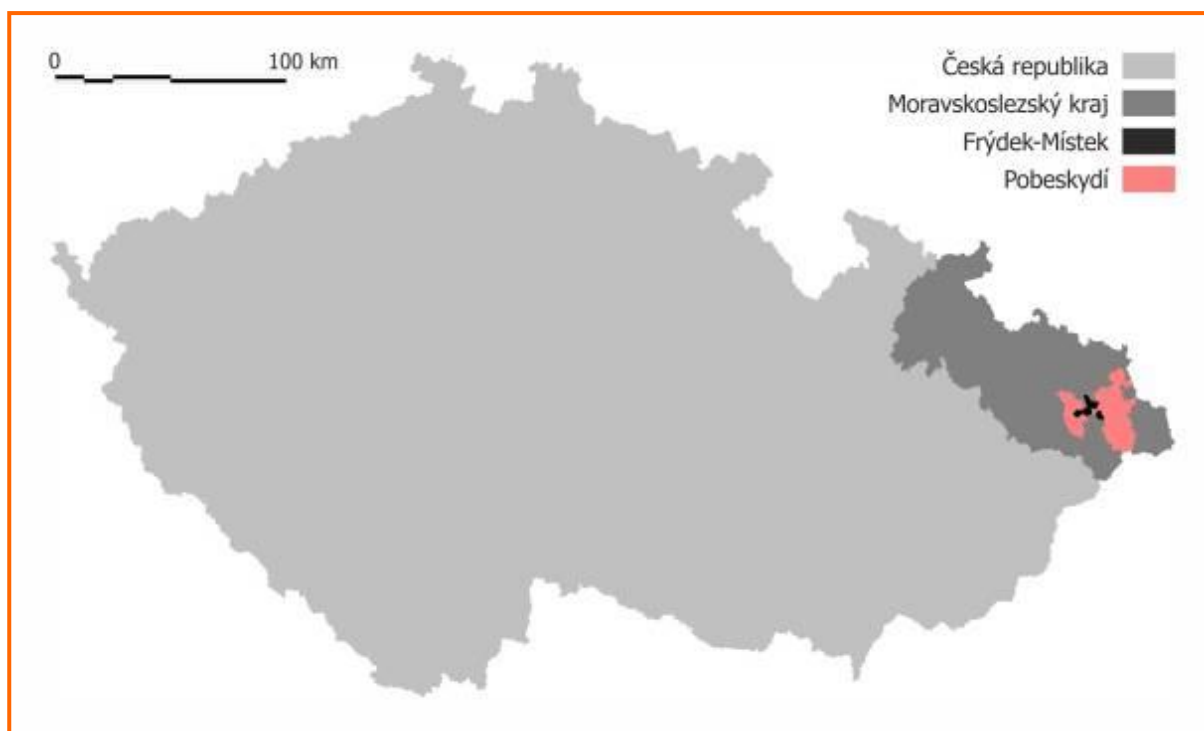 0 100 km
Česká republika
Moravskoslezský kraj
Frýdek-Místek
Pobeskydí